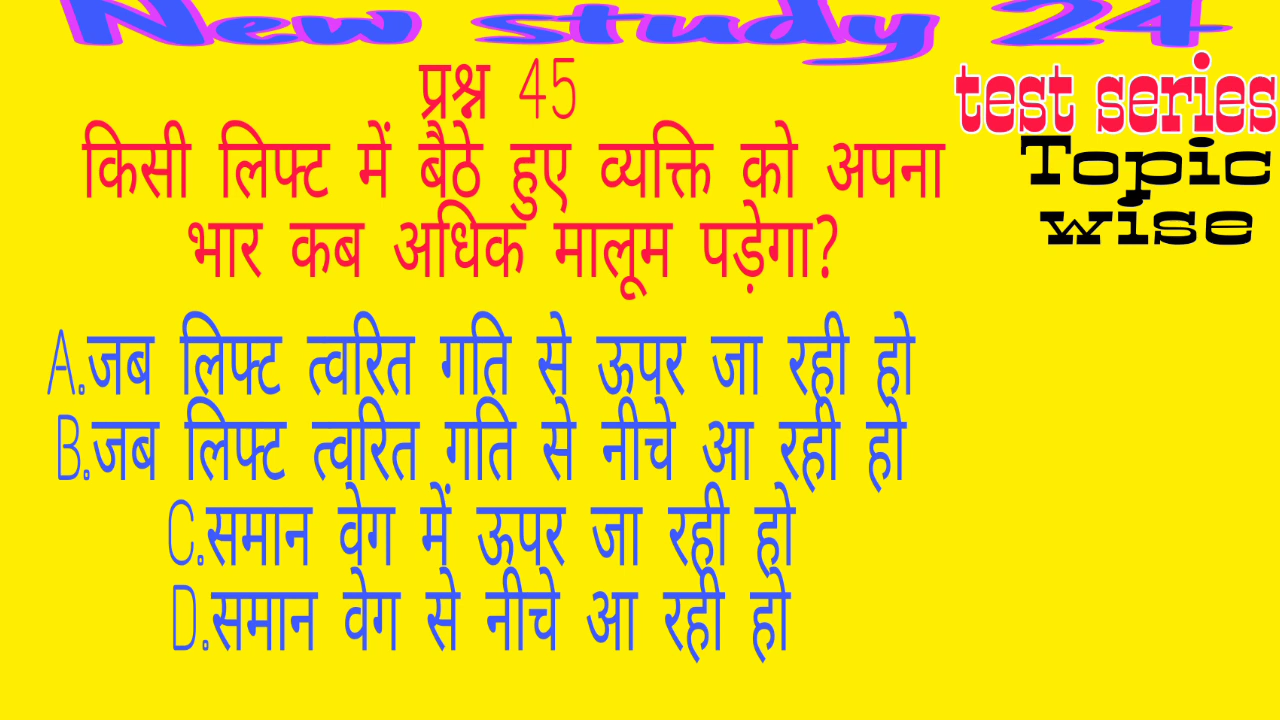 New study 24
test series
Topic
wise
प्रश्न 45
किसी लिफ्ट में बैठे हुए व्यक्ति को अपना
भार कब अधिक मालूम पड़ेगा?
A.जब लिफ्ट त्वरित गति से ऊपर जा रही हो
B.जब लिफ्ट त्वरित गति से नीचे आ रही हो
C.समान वेग में ऊपर जा रही हो
D.समान वेग से नीचे आ रही हो